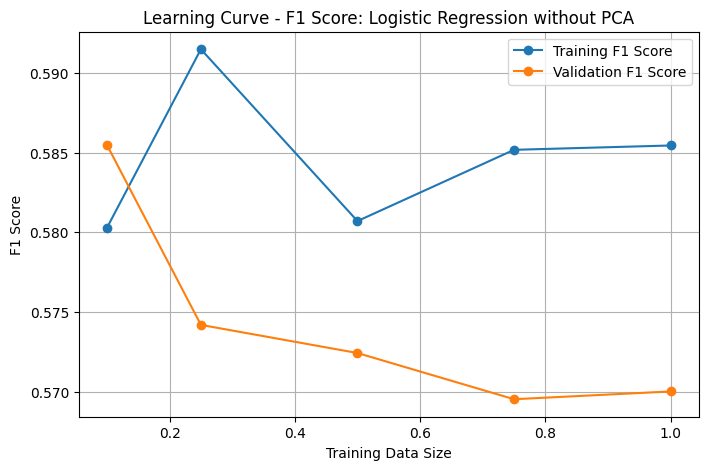 Learning Curve - F1 Score: Logistic Regression without PCA
Training F1 Score
Validation F1 Score
F1 Score
0.590
0.585
0.580
0.575
0.570
0.2 0.4 0.6 0.8 1.0
Training Data Size